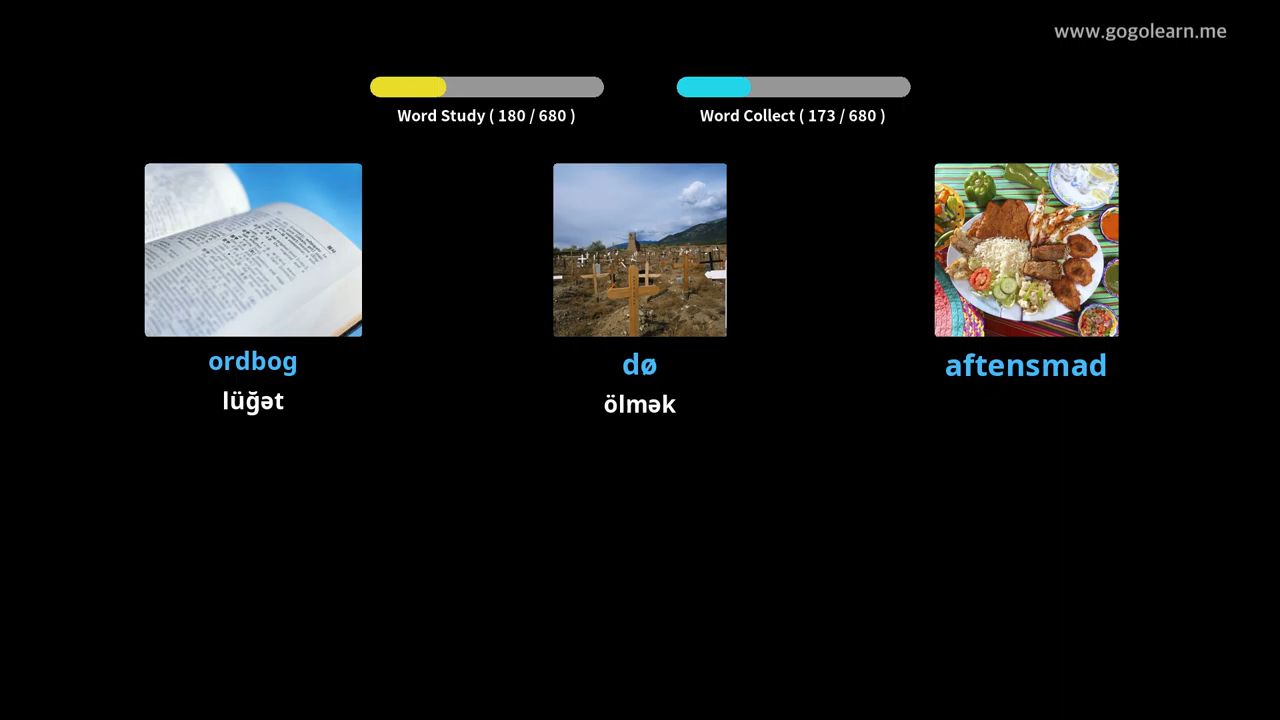 www.gogolearn.me
Word Study ( 180 / 680 )
Word Collect ( 173 / 680 )
ordbog
lüğət
dø
ölmək
aftensmad